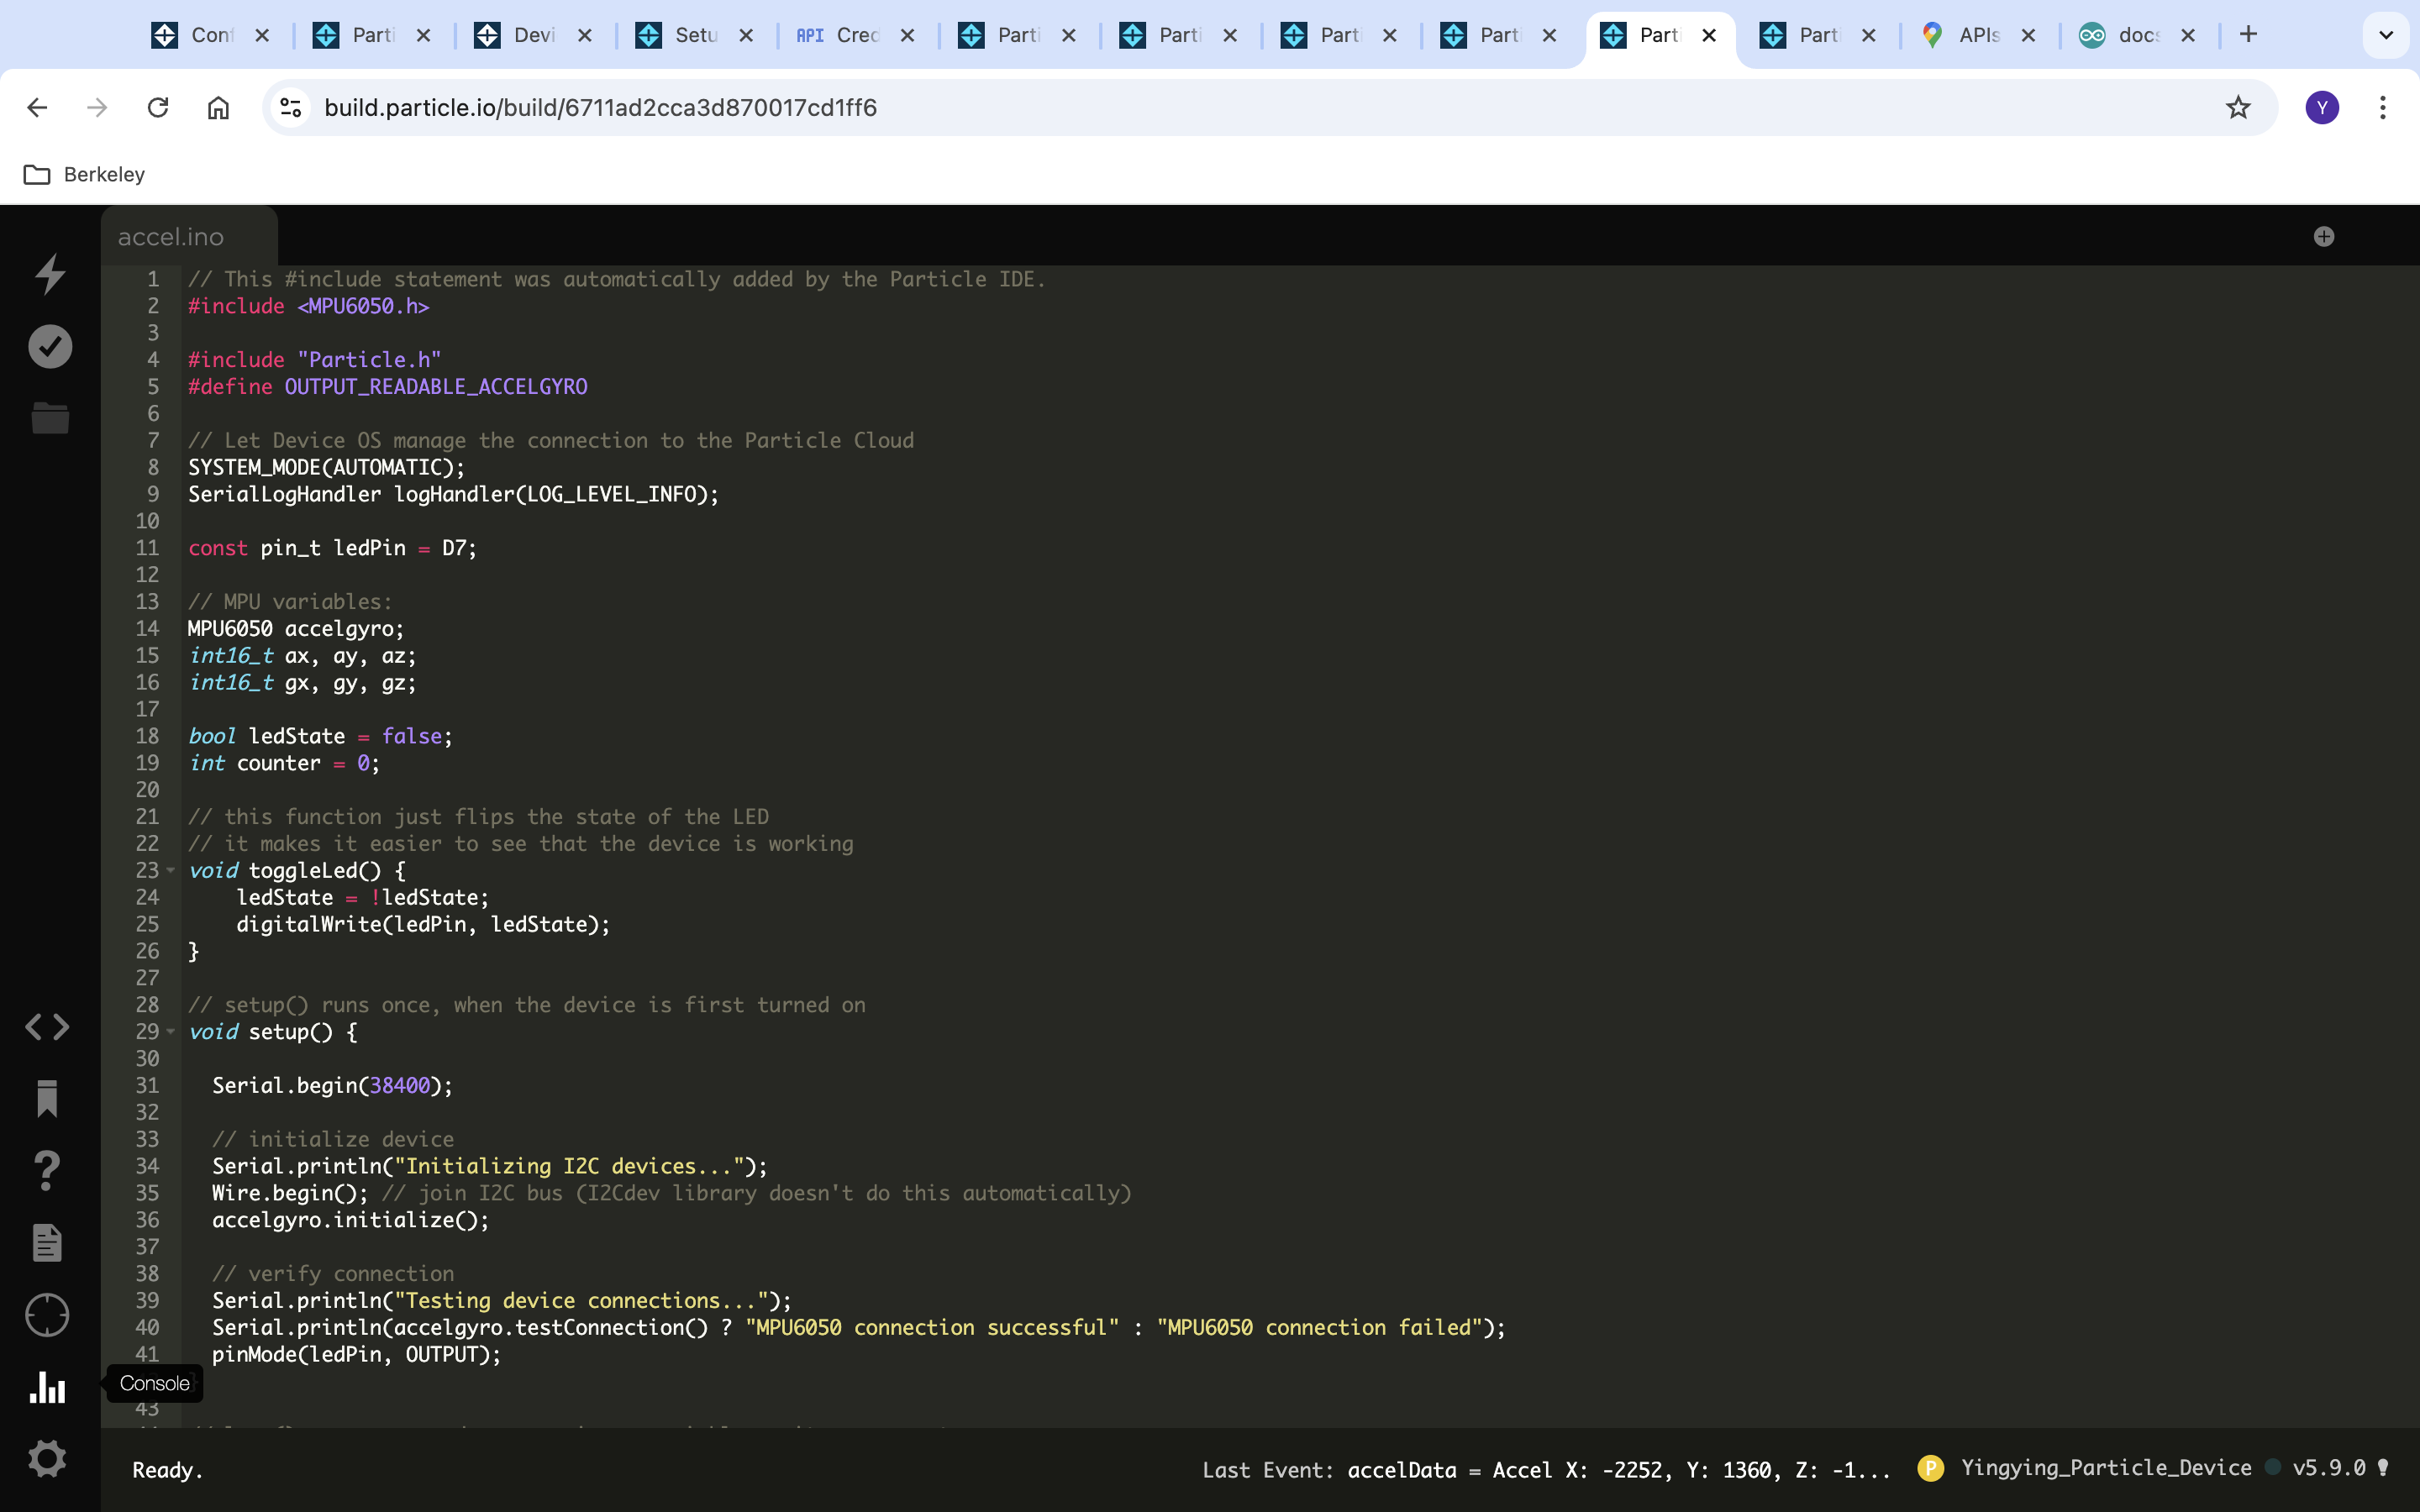 Conf
Parti
Devi
Setu
API Cred
Parti
Parti
Parti
Parti
Parti
Parti
APIs
docs
build.particle.io/build/6711ad2cca3d870017cd1ff6
Y
Berkeley
accel.ino
1 // This #include statement was automatically added by the Particle IDE.
2 #include <MPU6050.h>
3
4 #include "Particle.h"
5 #define OUTPUT_READABLE_ACCELGYRO
6
7 // Let Device OS manage the connection to the Particle Cloud
8 SYSTEM_MODE(AUTOMATIC);
9 SerialLogHandler logHandler(LOG_LEVEL_INFO);
10
11 const pin_t ledPin = D7;
12
13 // MPU variables:
14 MPU6050 accelgyro;
15 int16_t ax, ay, az;
16 int16_t gx, gy, gz;
17
18 bool ledState = false;
19 int counter = 0;
20
21 // this function just flips the state of the LED
22 // it makes it easier to see that the device is working
23 void toggleLed() {
24 ledState = !ledState;
25 digitalWrite(ledPin, ledState);
26 }
27
28 // setup() runs once, when the device is first turned on
29 void setup() {
30
31 Serial.begin(38400);
32
33 // initialize device
34 Serial.println("Initializing I2C devices...");
35 Wire.begin(); // join I2C bus (I2Cdev library doesn't do this automatically)
36 accelgyro.initialize();
37
38 // verify connection
39 Serial.println("Testing device connections...");
40 Serial.println(accelgyro.testConnection() ? "MPU6050 connection successful" : "MPU6050 connection failed");
41 pinMode(ledPin, OUTPUT);
Console
43
Ready.
Last Event: accelData = Accel X: -2252, Y: 1360, Z: -1...
P Yingying_Particle_Device v5.9.0